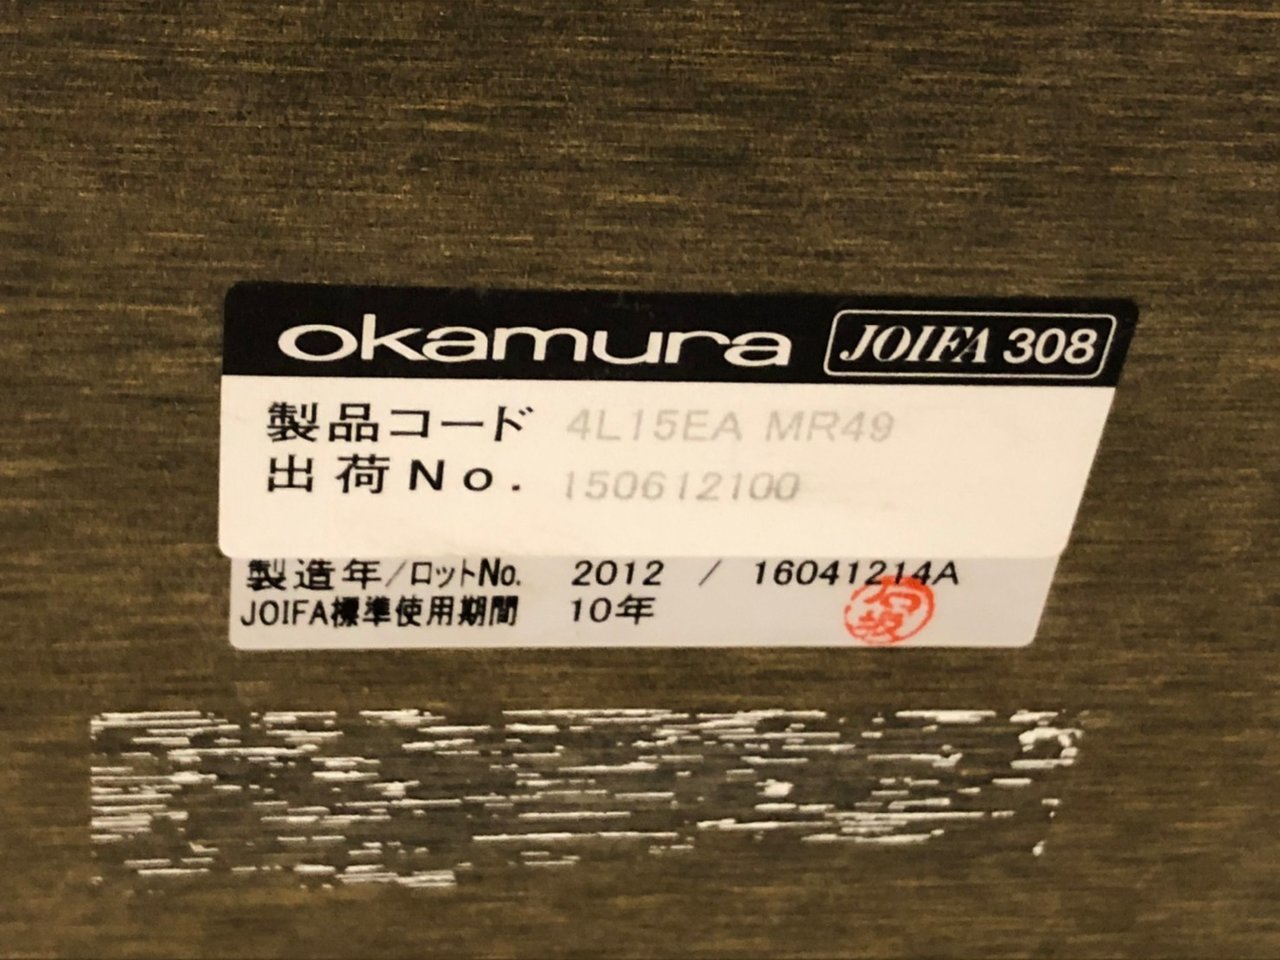 okamura JOIFA 308
製品コード 4L15EA MR49
出荷No. 150612100
製造年/ロットNo. 2012 / 16041214A
JOIFA標準使用期間 10年
石坂